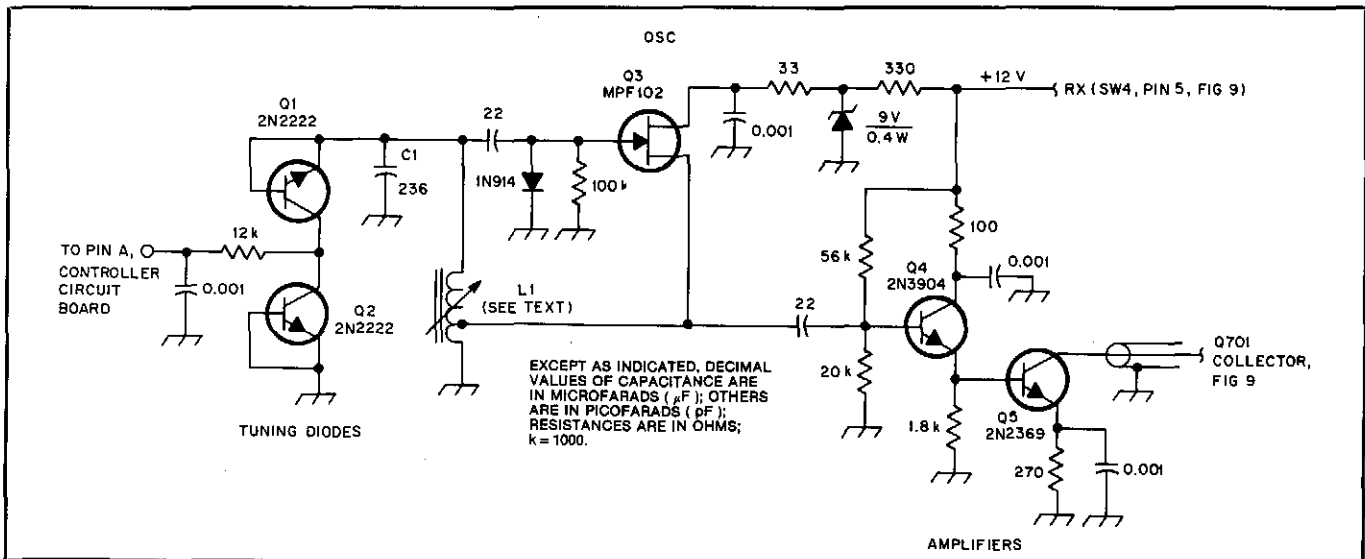 OSC
Q3
MPF102
33
330
+12 V
RX (SW4, PIN 5, FIG 9)
0.001
9V
0.4W
Q1
2N2222
22
C1
236
1N914
100k
TO PIN A,
CONTROLLER
CIRCUIT
BOARD
12k
0.001
Q2
2N2222
L1
(SEE TEXT)
TUNING DIODES
EXCEPT AS INDICATED, DECIMAL
VALUES OF CAPACITANCE ARE
IN MICROFARADS (µF); OTHERS
ARE IN PICOFARADS (pF);
RESISTANCES ARE IN OHMS;
k = 1000.
22
56k
20k
100
0.001
Q4
2N3904
1.8k
Q5
2N2369
270
0.001
Q701
COLLECTOR,
FIG 9
AMPLIFIERS